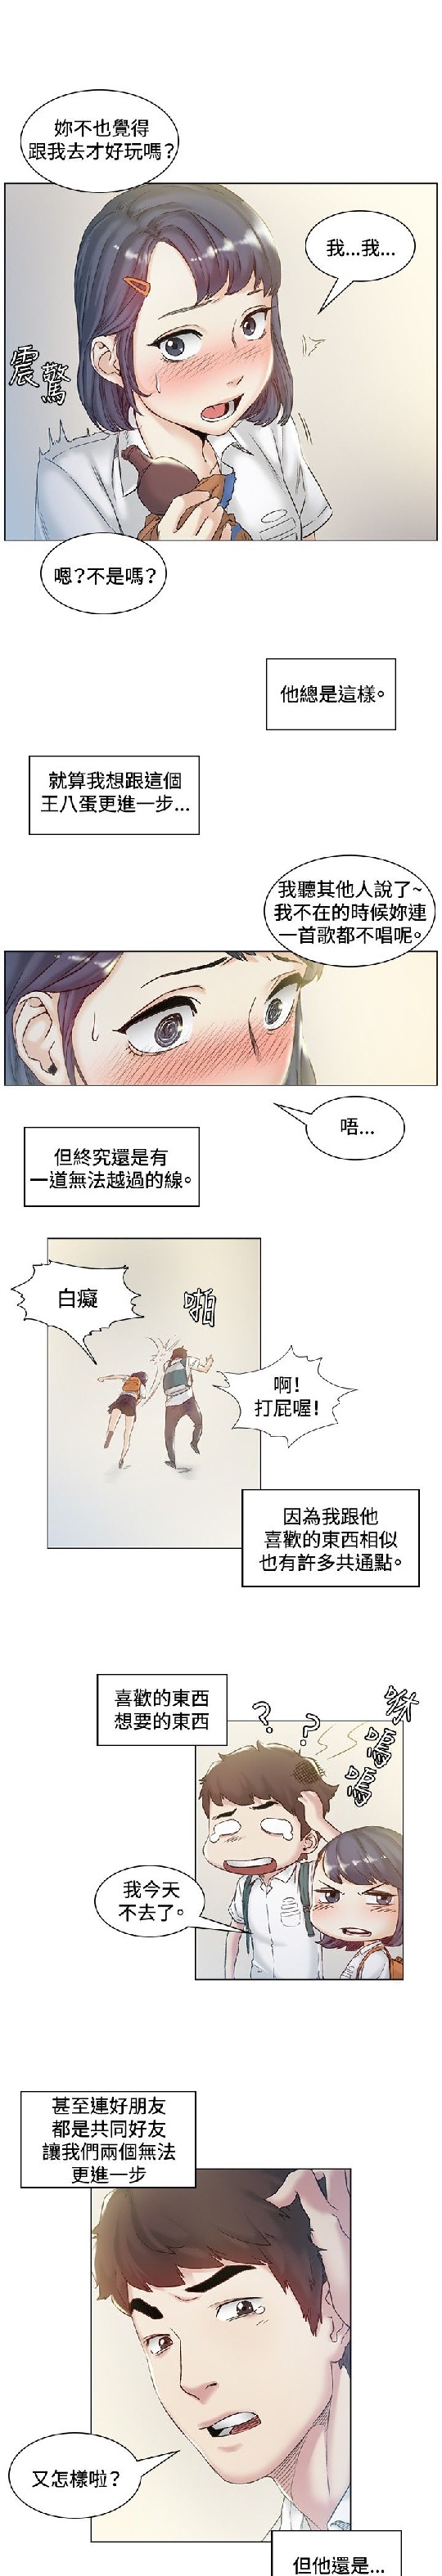 妳不也覺得
跟我去才好玩嗎？
我...我...
震驚
嗯？不是嗎？
他總是這樣。
就算我想跟這個
王八蛋更進一步...
我聽其他人說了~
我不在的時候妳連
一首歌都不唱呢。
唔...
但終究還是有
一道無法越過的線。
白癡
啪
啊！
打屁喔！
因為我跟他
喜歡的東西相似
也有許多共通點。
喜歡的東西
想要的東西
？
？
咻
嗚
嗚
我今天
不去了。
甚至連好朋友
都是共同好友
讓我們兩個無法
更進一步
又怎樣啦？
但他還是...